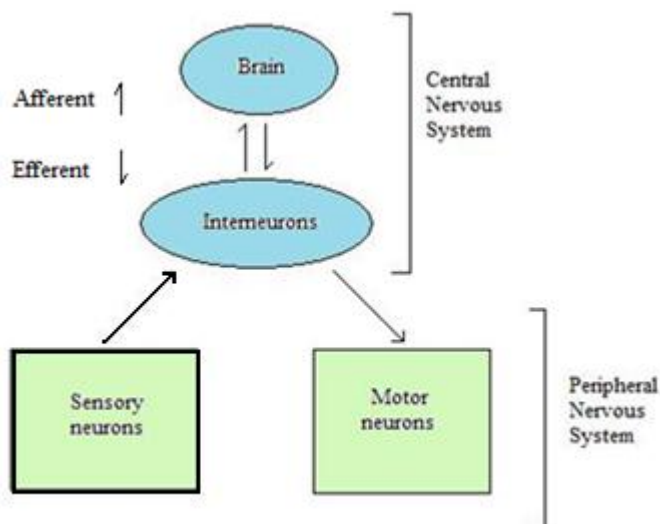 Brain
Afferent
Central
Nervous
System
Efferent
Interneurons
Sensory
neurons
Motor
neurons
Peripheral
Nervous
System